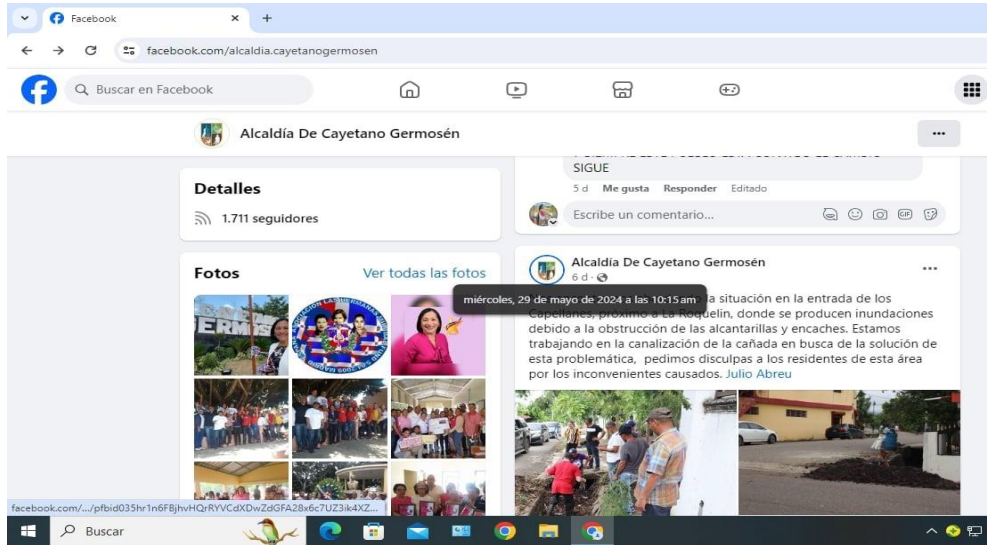 Facebook
facebook.com/alcaldia.cayetanogermosen
Buscar en Facebook
Alcaldía De Cayetano Germosén
Detalles
1.711 seguidores
Fotos
Ver todas las fotos
SIGUE
5 d Me gusta Responder Editado
Escribe un comentario...
GIF
Alcaldía De Cayetano Germosén
6 d
miércoles, 29 de mayo de 2024 a las 10:15 am
la situación en la entrada de los
Capellanes, próximo a La Roquelin, donde se producen inundaciones
debido a la obstrucción de las alcantarillas y encaches. Estamos
trabajando en la canalización de la cañada en busca de la solución de
esta problemática, pedimos disculpas a los residentes de esta área
por los inconvenientes causados. Julio Abreu
Buscar